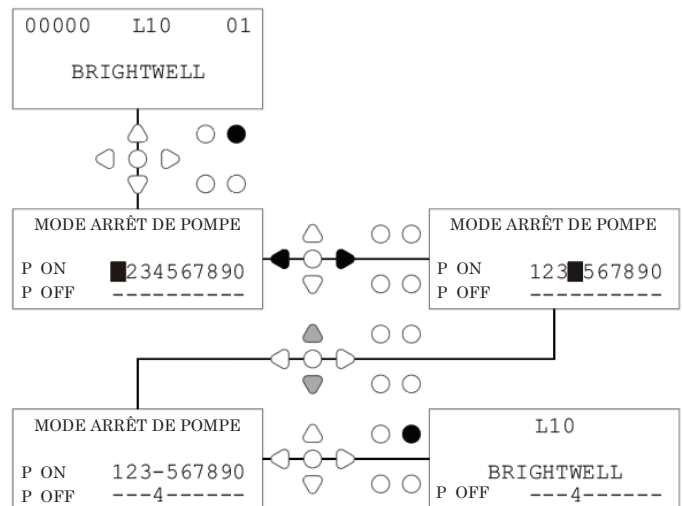 00000 L10 01
BRIGHTWELL
MODE ARRÊT DE POMPE
P ON █234567890
P OFF ----------
MODE ARRÊT DE POMPE
P ON 123█567890
P OFF ----------
MODE ARRÊT DE POMPE
P ON 123-567890
P OFF ---4------
L10
BRIGHTWELL
P OFF ---4------